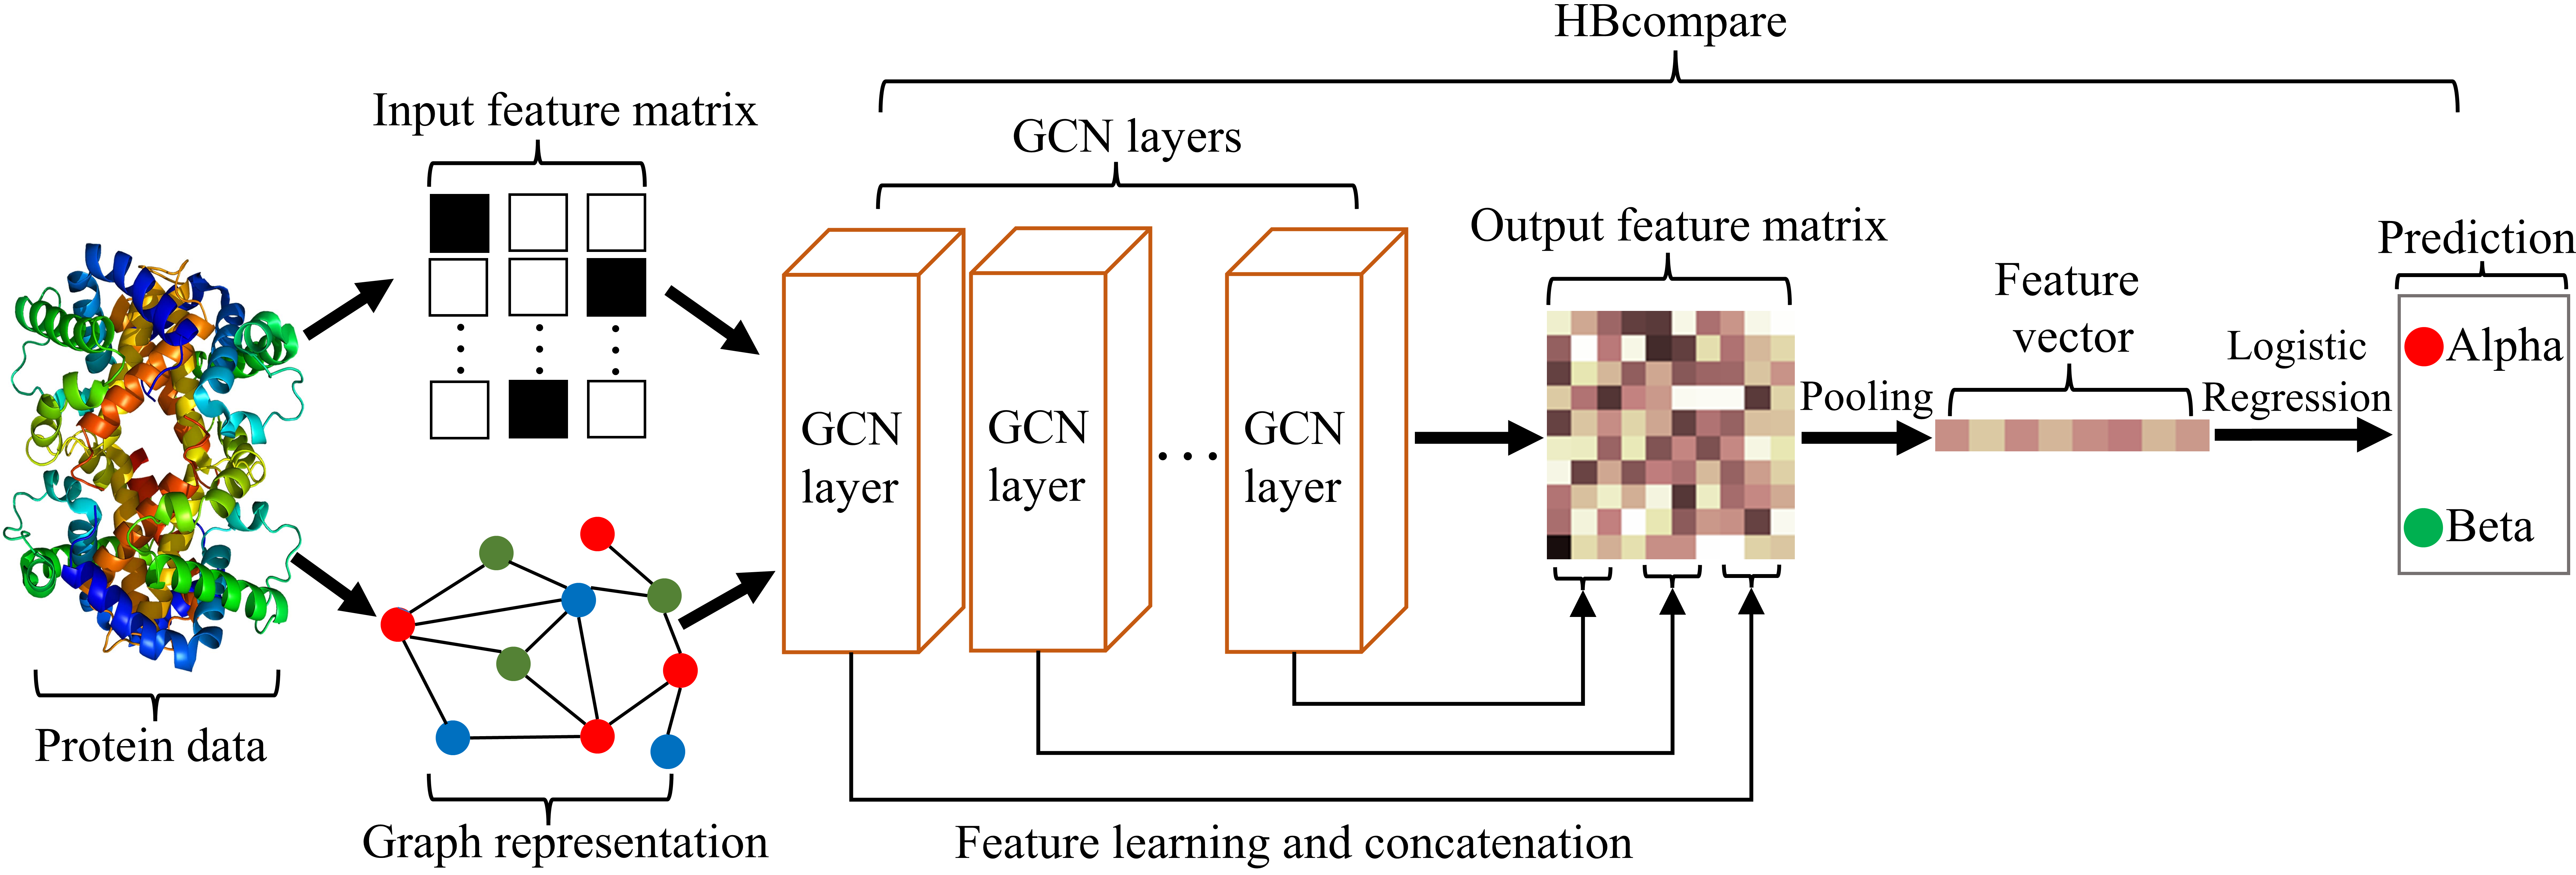 HBcompare
Input feature matrix
GCN layers
Output feature matrix
Prediction
Feature
vector
Logistic
Regression
Pooling
Alpha
Beta
GCN
layer
GCN
layer
GCN
layer
Protein data
Graph representation
Feature learning and concatenation